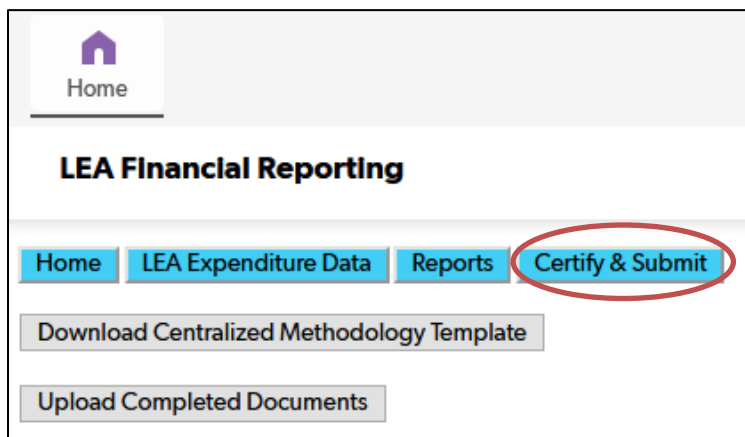 Home
LEA Financial Reporting
Home LEA Expenditure Data Reports Certify & Submit
Download Centralized Methodology Template
Upload Completed Documents